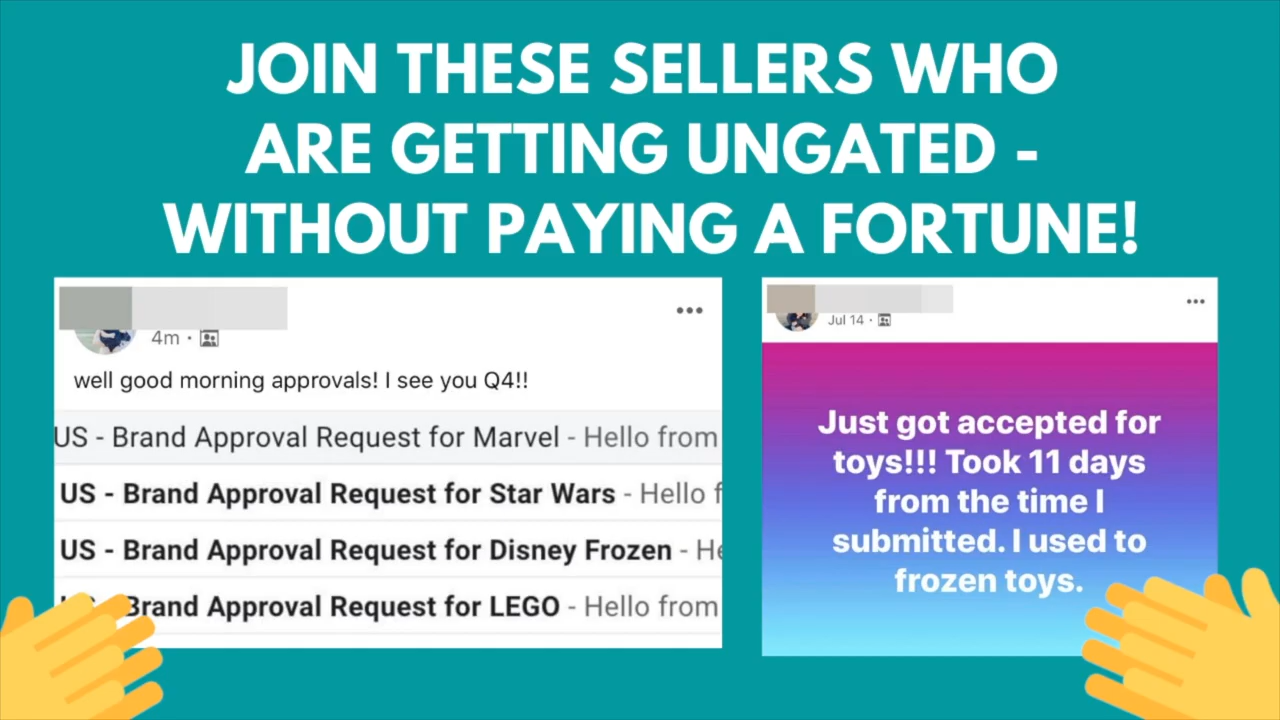 JOIN THESE SELLERS WHO
ARE GETTING UNGATED -
WITHOUT PAYING A FORTUNE!
4m ·
well good morning approvals! I see you Q4!!
US - Brand Approval Request for Marvel - Hello from
US - Brand Approval Request for Star Wars - Hello f
US - Brand Approval Request for Disney Frozen - He
Brand Approval Request for LEGO - Hello from
Jul 14 ·
Just got accepted for
toys!!! Took 11 days
from the time I
submitted. I used to
frozen toys.